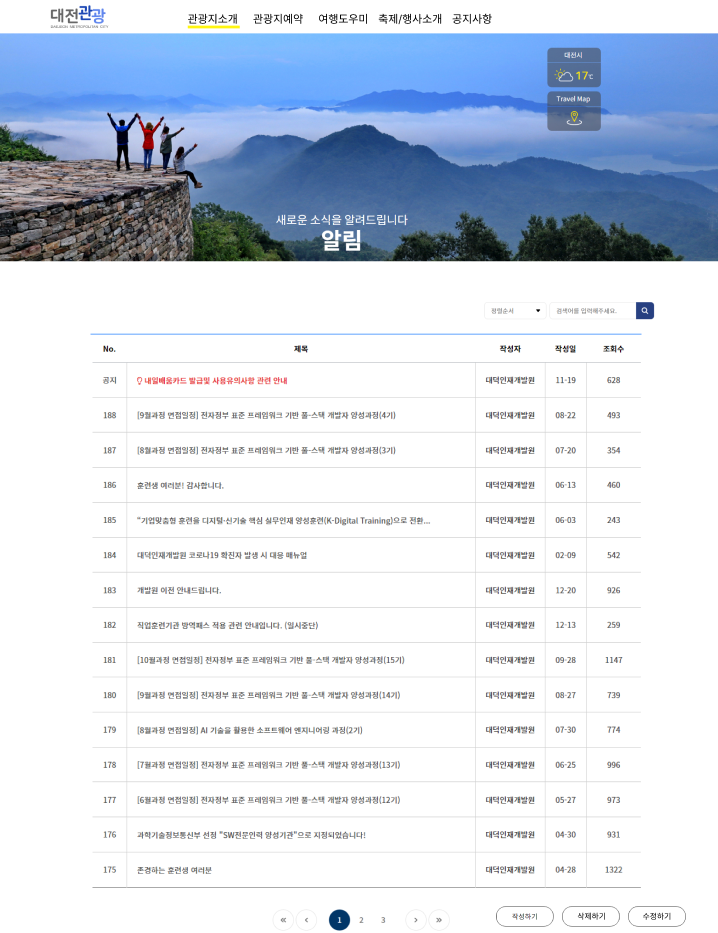 대전관광
DAEJEON METROPOLITAN CITY
관광지소개 관광지예약 여행도우미 축제/행사소개 공지사항
대전시
17℃
Travel Map
새로운 소식을 알려드립니다
알림
정렬순서 검색어를 입력해주세요.
No. 제목 작성자 작성일 조회수
공지 내일배움카드 발급및 사용유의사항 관련 안내 대덕인재개발원 11-19 628
188 [9월과정 면접일정] 전자정부 표준 프레임워크 기반 풀-스택 개발자 양성과정(4기) 대덕인재개발원 08-22 493
187 [8월과정 면접일정] 전자정부 표준 프레임워크 기반 풀-스택 개발자 양성과정(3기) 대덕인재개발원 07-20 354
186 훈련생 여러분! 감사합니다. 대덕인재개발원 06-13 460
185 "기업맞춤형 훈련을 디지털·신기술 핵심 실무인재 양성훈련(K-Digital Training)으로 전환... 대덕인재개발원 06-03 243
184 대덕인재개발원 코로나19 확진자 발생 시 대응 매뉴얼 대덕인재개발원 02-09 542
183 개발원 이전 안내드립니다. 대덕인재개발원 12-20 926
182 직업훈련기관 방역패스 적용 관련 안내입니다. (일시중단) 대덕인재개발원 12-13 259
181 [10월과정 면접일정] 전자정부 표준 프레임워크 기반 풀-스택 개발자 양성과정(15기) 대덕인재개발원 09-28 1147
180 [9월과정 면접일정] 전자정부 표준 프레임워크 기반 풀-스택 개발자 양성과정(14기) 대덕인재개발원 08-27 739
179 [8월과정 면접일정] AI 기술을 활용한 소프트웨어 엔지니어링 과정(2기) 대덕인재개발원 07-30 774
178 [7월과정 면접일정] 전자정부 표준 프레임워크 기반 풀-스택 개발자 양성과정(13기) 대덕인재개발원 06-25 996
177 [6월과정 면접일정] 전자정부 표준 프레임워크 기반 풀-스택 개발자 양성과정(12기) 대덕인재개발원 05-27 973
176 과학기술정보통신부 선정 "SW전문인력 양성기관"으로 지정되었습니다! 대덕인재개발원 04-30 931
175 존경하는 훈련생 여러분 대덕인재개발원 04-28 1322
« ‹ 1 2 3 › » 작성하기 삭제하기 수정하기